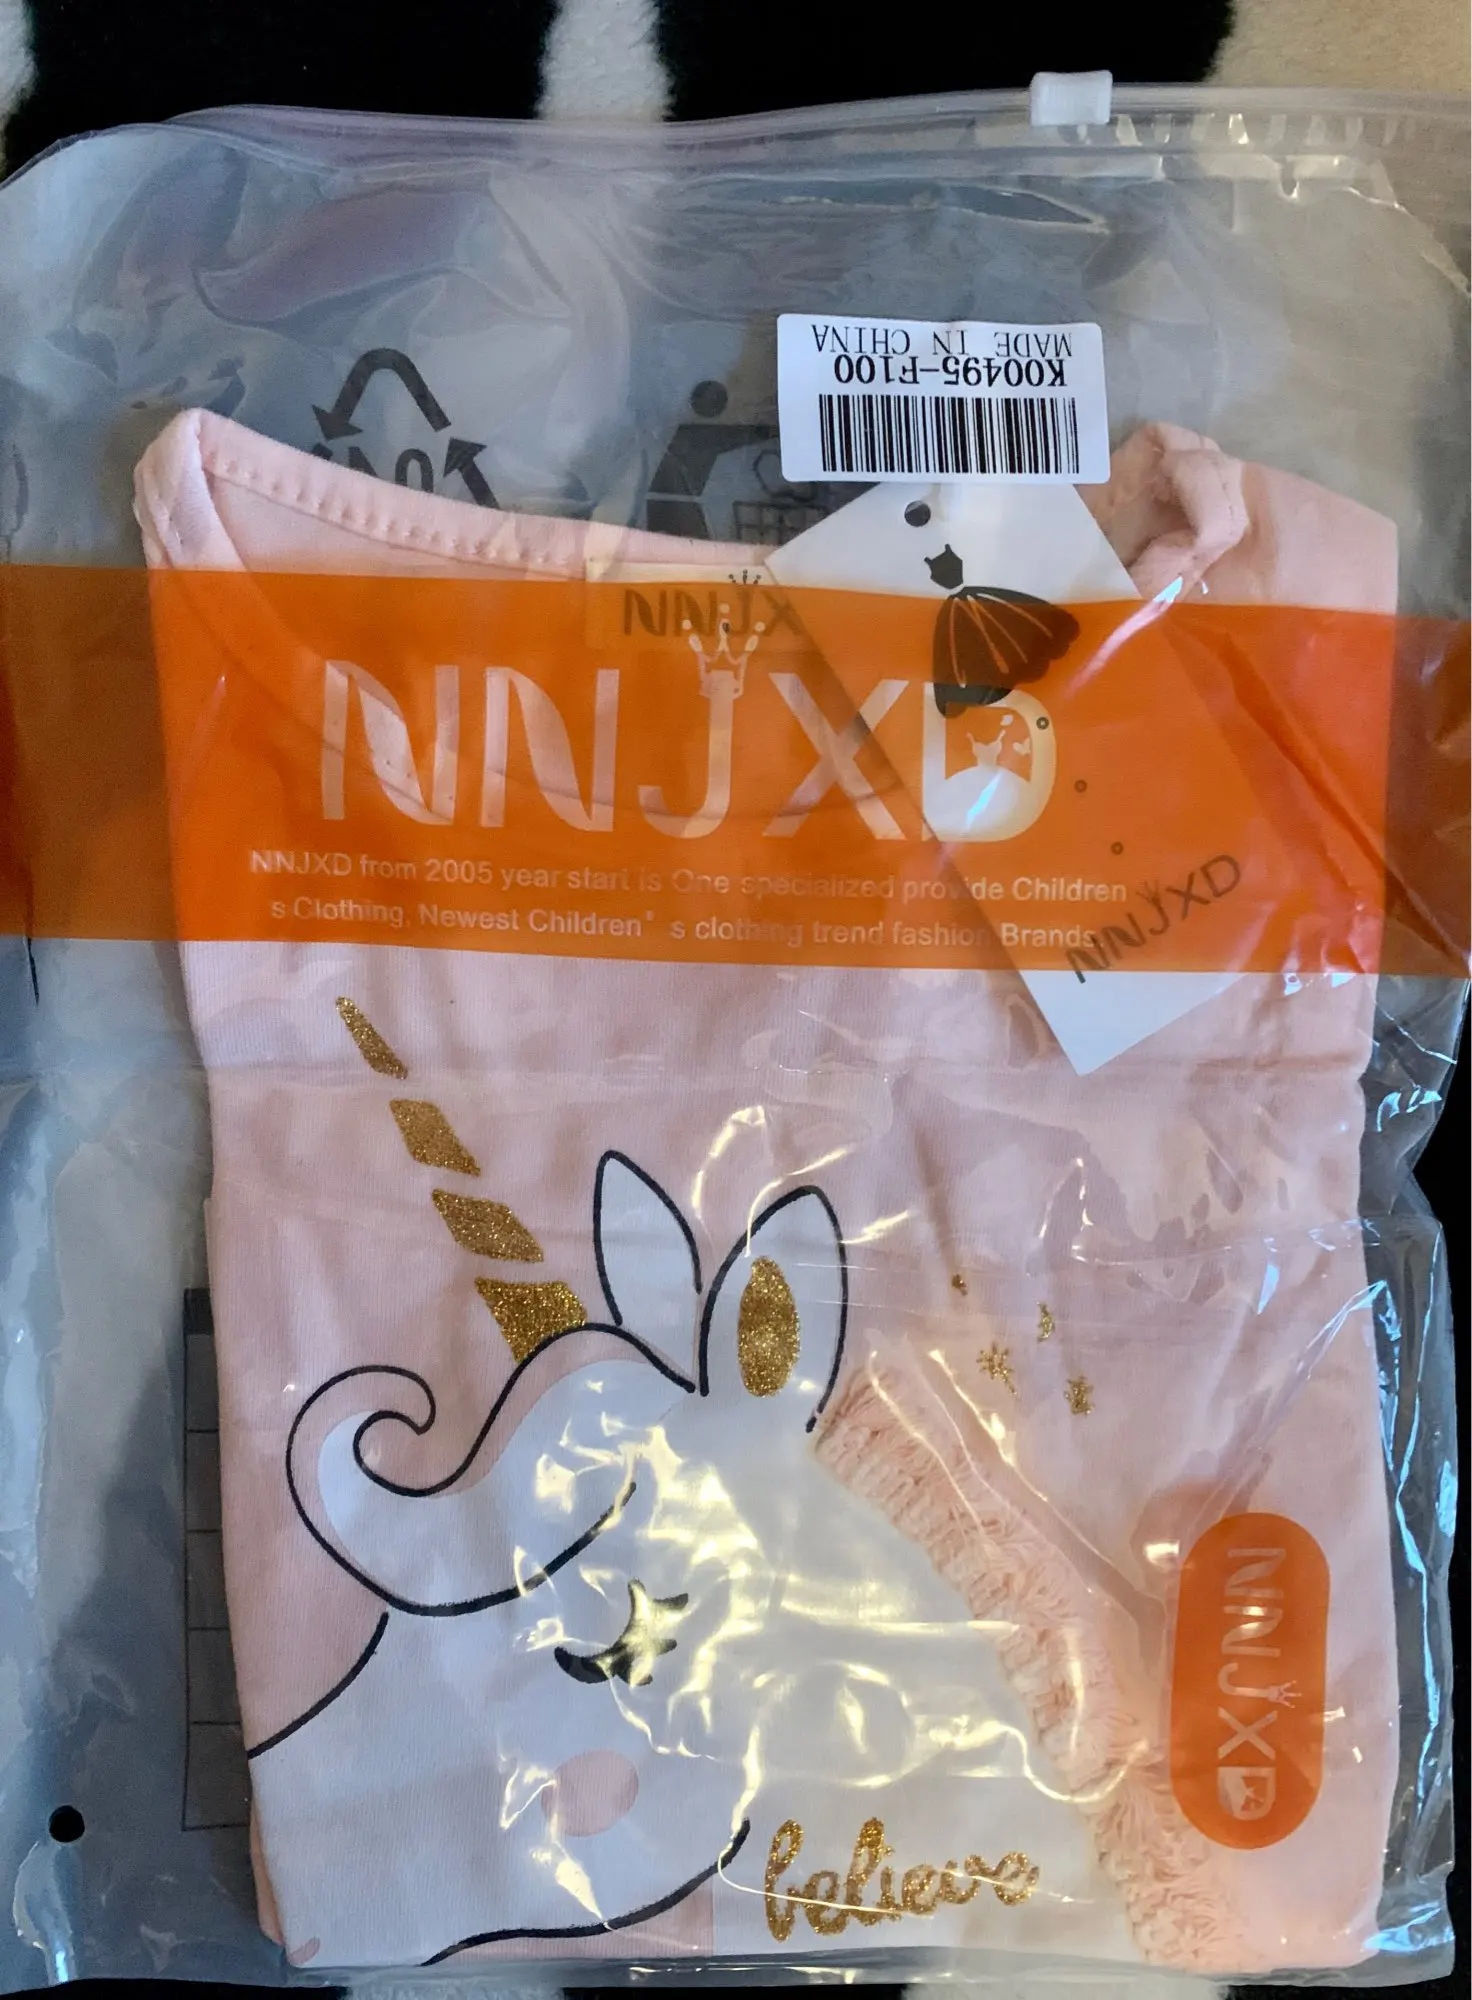 MADE IN CHINA
K00495-F100
NNJXD
NNJXD
NNJXD from 2005 year start is One specialized provide Children
s Clothing, Newest Children's clothing trend fashion Brands
NNJXD
NNJXD
believe